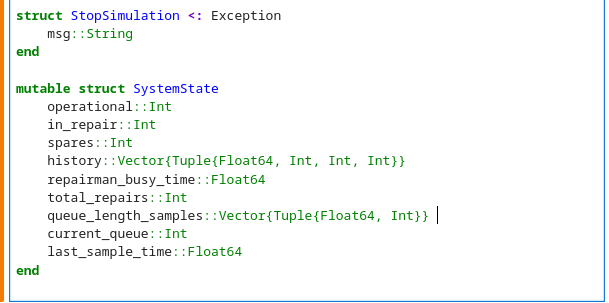 struct StopSimulation <: Exception
    msg::String
end

mutable struct SystemState
    operational::Int
    in_repair::Int
    spares::Int
    history::Vector{Tuple{Float64, Int, Int, Int}}
    repairman_busy_time::Float64
    total_repairs::Int
    queue_length_samples::Vector{Tuple{Float64, Int}}
    current_queue::Int
    last_sample_time::Float64
end